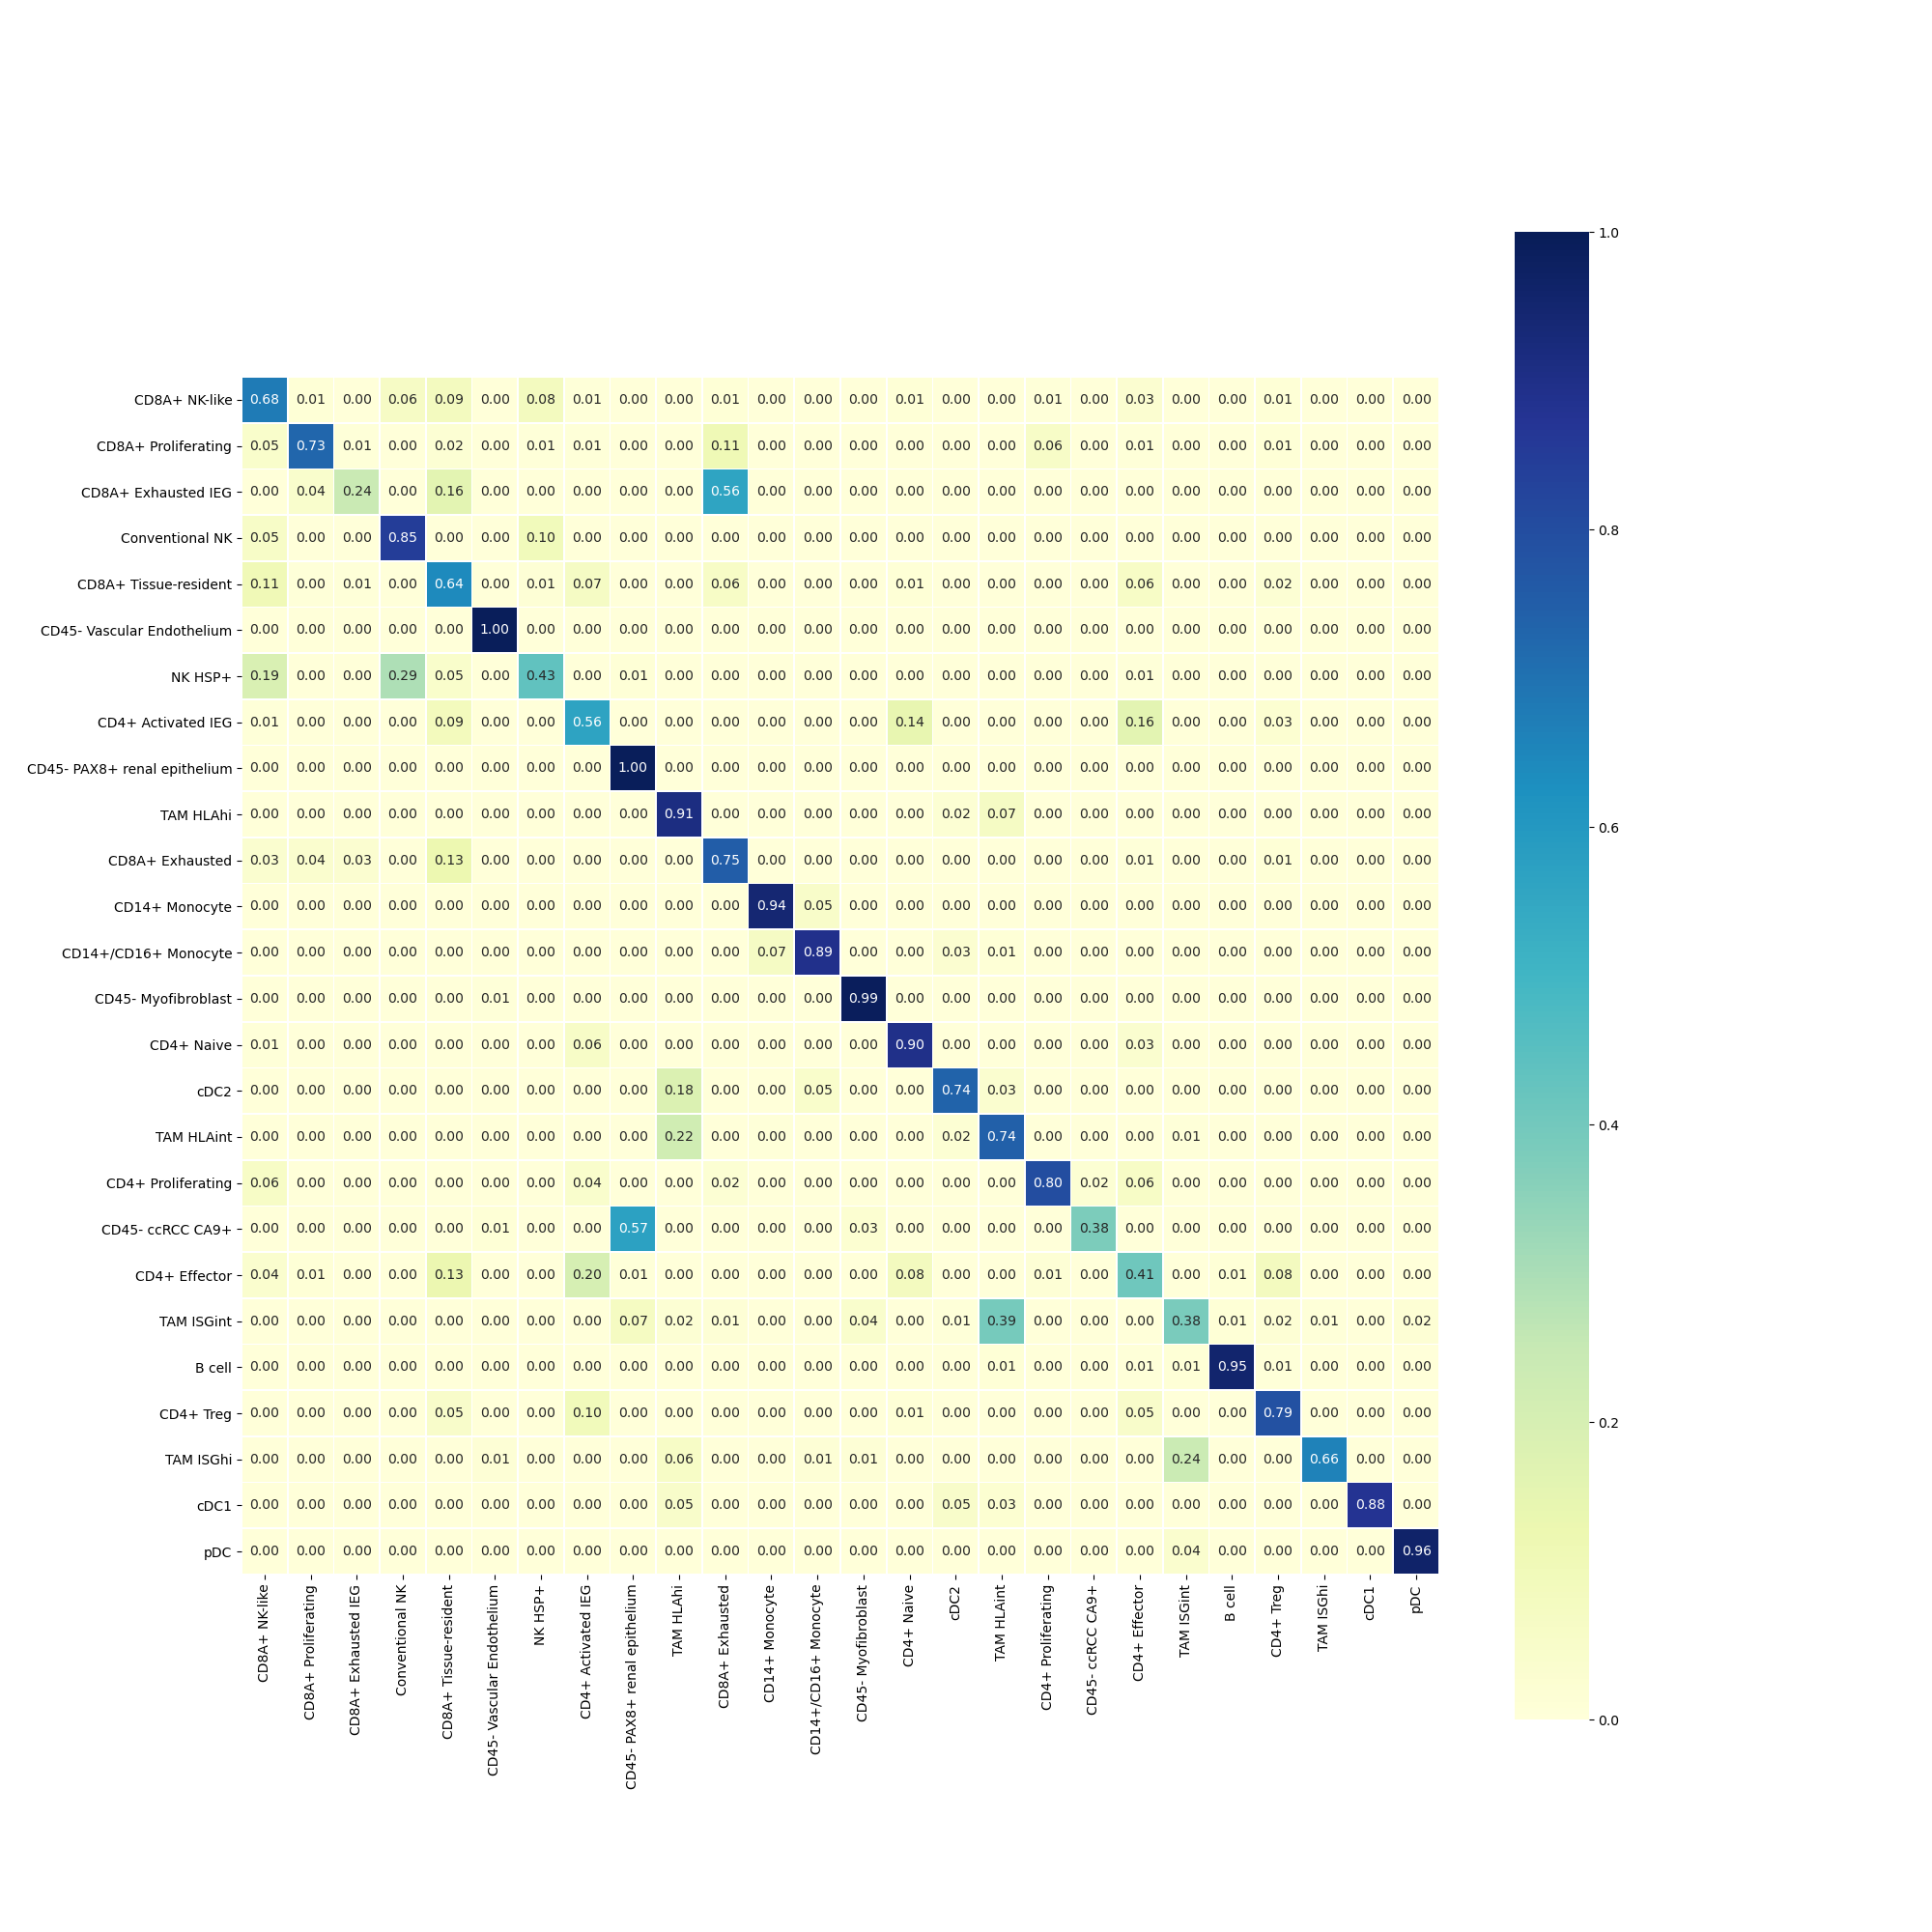 1.0
CD8A+ NK-like 0.68 0.01 0.00 0.06 0.09 0.00 0.08 0.01 0.00 0.00 0.01 0.00 0.00 0.00 0.01 0.00 0.00 0.01 0.00 0.03 0.00 0.00 0.01 0.00 0.00 0.00
CD8A+ Proliferating 0.05 0.73 0.01 0.00 0.02 0.00 0.01 0.01 0.00 0.00 0.11 0.00 0.00 0.00 0.00 0.00 0.00 0.06 0.00 0.01 0.00 0.00 0.01 0.00 0.00 0.00
CD8A+ Exhausted IEG 0.00 0.04 0.24 0.00 0.16 0.00 0.00 0.00 0.00 0.00 0.56 0.00 0.00 0.00 0.00 0.00 0.00 0.00 0.00 0.00 0.00 0.00 0.00 0.00 0.00 0.00
0.8
Conventional NK 0.05 0.00 0.00 0.85 0.00 0.00 0.10 0.00 0.00 0.00 0.00 0.00 0.00 0.00 0.00 0.00 0.00 0.00 0.00 0.00 0.00 0.00 0.00 0.00 0.00 0.00
CD8A+ Tissue-resident 0.11 0.00 0.01 0.00 0.64 0.00 0.01 0.07 0.00 0.00 0.06 0.00 0.00 0.00 0.01 0.00 0.00 0.00 0.00 0.06 0.00 0.00 0.02 0.00 0.00 0.00
CD45- Vascular Endothelium 0.00 0.00 0.00 0.00 0.00 1.00 0.00 0.00 0.00 0.00 0.00 0.00 0.00 0.00 0.00 0.00 0.00 0.00 0.00 0.00 0.00 0.00 0.00 0.00 0.00 0.00
NK HSP+ 0.19 0.00 0.00 0.29 0.05 0.00 0.43 0.00 0.01 0.00 0.00 0.00 0.00 0.00 0.00 0.00 0.00 0.00 0.00 0.01 0.00 0.00 0.00 0.00 0.00 0.00
CD4+ Activated IEG 0.01 0.00 0.00 0.00 0.09 0.00 0.00 0.56 0.00 0.00 0.00 0.00 0.00 0.00 0.14 0.00 0.00 0.00 0.00 0.16 0.00 0.00 0.03 0.00 0.00 0.00
CD45- PAX8+ renal epithelium 0.00 0.00 0.00 0.00 0.00 0.00 0.00 0.00 1.00 0.00 0.00 0.00 0.00 0.00 0.00 0.00 0.00 0.00 0.00 0.00 0.00 0.00 0.00 0.00 0.00 0.00
TAM HLAhi 0.00 0.00 0.00 0.00 0.00 0.00 0.00 0.00 0.00 0.91 0.00 0.00 0.00 0.00 0.00 0.02 0.07 0.00 0.00 0.00 0.00 0.00 0.00 0.00 0.00 0.00
0.6
CD8A+ Exhausted 0.03 0.04 0.03 0.00 0.13 0.00 0.00 0.00 0.00 0.00 0.75 0.00 0.00 0.00 0.00 0.00 0.00 0.00 0.00 0.01 0.00 0.00 0.01 0.00 0.00 0.00
CD14+ Monocyte 0.00 0.00 0.00 0.00 0.00 0.00 0.00 0.00 0.00 0.00 0.00 0.94 0.05 0.00 0.00 0.00 0.00 0.00 0.00 0.00 0.00 0.00 0.00 0.00 0.00 0.00
CD14+/CD16+ Monocyte 0.00 0.00 0.00 0.00 0.00 0.00 0.00 0.00 0.00 0.00 0.00 0.07 0.89 0.00 0.00 0.03 0.01 0.00 0.00 0.00 0.00 0.00 0.00 0.00 0.00 0.00
CD45- Myofibroblast 0.00 0.00 0.00 0.00 0.00 0.01 0.00 0.00 0.00 0.00 0.00 0.00 0.00 0.99 0.00 0.00 0.00 0.00 0.00 0.00 0.00 0.00 0.00 0.00 0.00 0.00
CD4+ Naive 0.01 0.00 0.00 0.00 0.00 0.00 0.00 0.06 0.00 0.00 0.00 0.00 0.00 0.00 0.90 0.00 0.00 0.00 0.00 0.03 0.00 0.00 0.00 0.00 0.00 0.00
cDC2 0.00 0.00 0.00 0.00 0.00 0.00 0.00 0.00 0.00 0.18 0.00 0.00 0.05 0.00 0.00 0.74 0.03 0.00 0.00 0.00 0.00 0.00 0.00 0.00 0.00 0.00
0.4
TAM HLAint 0.00 0.00 0.00 0.00 0.00 0.00 0.00 0.00 0.00 0.22 0.00 0.00 0.00 0.00 0.00 0.02 0.74 0.00 0.00 0.00 0.01 0.00 0.00 0.00 0.00 0.00
CD4+ Proliferating 0.06 0.00 0.00 0.00 0.00 0.00 0.00 0.04 0.00 0.00 0.02 0.00 0.00 0.00 0.00 0.00 0.00 0.80 0.02 0.06 0.00 0.00 0.00 0.00 0.00 0.00
CD45- ccRCC CA9+ 0.00 0.00 0.00 0.00 0.00 0.01 0.00 0.00 0.57 0.00 0.00 0.00 0.00 0.03 0.00 0.00 0.00 0.00 0.38 0.00 0.00 0.00 0.00 0.00 0.00 0.00
CD4+ Effector 0.04 0.01 0.00 0.00 0.13 0.00 0.00 0.20 0.01 0.00 0.00 0.00 0.00 0.00 0.08 0.00 0.00 0.01 0.00 0.41 0.00 0.01 0.08 0.00 0.00 0.00
TAM ISGint 0.00 0.00 0.00 0.00 0.00 0.00 0.00 0.00 0.07 0.02 0.01 0.00 0.00 0.04 0.00 0.01 0.39 0.00 0.00 0.00 0.38 0.01 0.02 0.01 0.00 0.02
B cell 0.00 0.00 0.00 0.00 0.00 0.00 0.00 0.00 0.00 0.00 0.00 0.00 0.00 0.00 0.00 0.00 0.01 0.00 0.00 0.01 0.01 0.95 0.01 0.00 0.00 0.00
CD4+ Treg 0.00 0.00 0.00 0.00 0.05 0.00 0.00 0.10 0.00 0.00 0.00 0.00 0.00 0.00 0.01 0.00 0.00 0.00 0.00 0.05 0.00 0.00 0.79 0.00 0.00 0.00
0.2
TAM ISGhi 0.00 0.00 0.00 0.00 0.00 0.01 0.00 0.00 0.00 0.06 0.00 0.00 0.01 0.01 0.00 0.00 0.00 0.00 0.00 0.00 0.24 0.00 0.00 0.66 0.00 0.00
cDC1 0.00 0.00 0.00 0.00 0.00 0.00 0.00 0.00 0.00 0.05 0.00 0.00 0.00 0.00 0.00 0.05 0.03 0.00 0.00 0.00 0.00 0.00 0.00 0.00 0.88 0.00
pDC 0.00 0.00 0.00 0.00 0.00 0.00 0.00 0.00 0.00 0.00 0.00 0.00 0.00 0.00 0.00 0.00 0.00 0.00 0.00 0.00 0.04 0.00 0.00 0.00 0.00 0.96
CD8A+ NK-like
CD8A+ Proliferating
CD8A+ Exhausted IEG
Conventional NK
CD8A+ Tissue-resident
CD45- Vascular Endothelium
NK HSP+
CD4+ Activated IEG
CD45- PAX8+ renal epithelium
TAM HLAhi
CD8A+ Exhausted
CD14+ Monocyte
CD14+/CD16+ Monocyte
CD45- Myofibroblast
CD4+ Naive
cDC2
TAM HLAint
CD4+ Proliferating
CD45- ccRCC CA9+
CD4+ Effector
TAM ISGint
B cell
CD4+ Treg
TAM ISGhi
cDC1
pDC
0.0